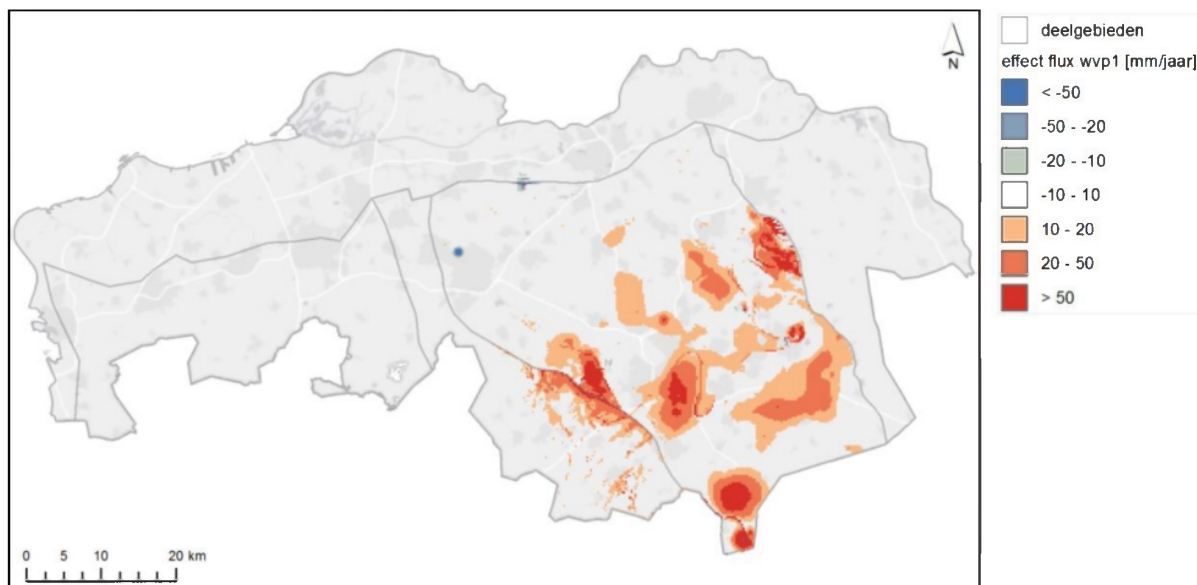 N
deelgebieden
effect flux wvp1 [mm/jaar]
< -50
-50 - -20
-20 - -10
-10 - 10
10 - 20
20 - 50
> 50
0 5 10 20 km